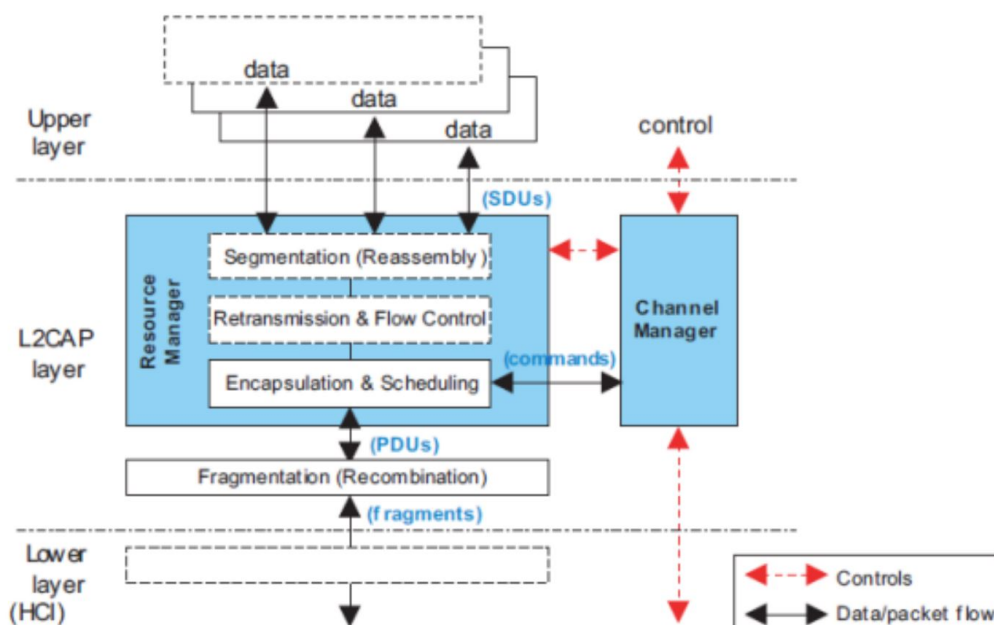 data
data
data
Upper
layer
control
(SDUs)
Segmentation (Reassembly)
Resource
Manager
Retransmission & Flow Control
Channel
Manager
L2CAP
layer
(commands)
Encapsulation & Scheduling
(PDUs)
Fragmentation (Recombination)
(fragments)
Lower
layer
(HCI)
Controls
Data/packet flow